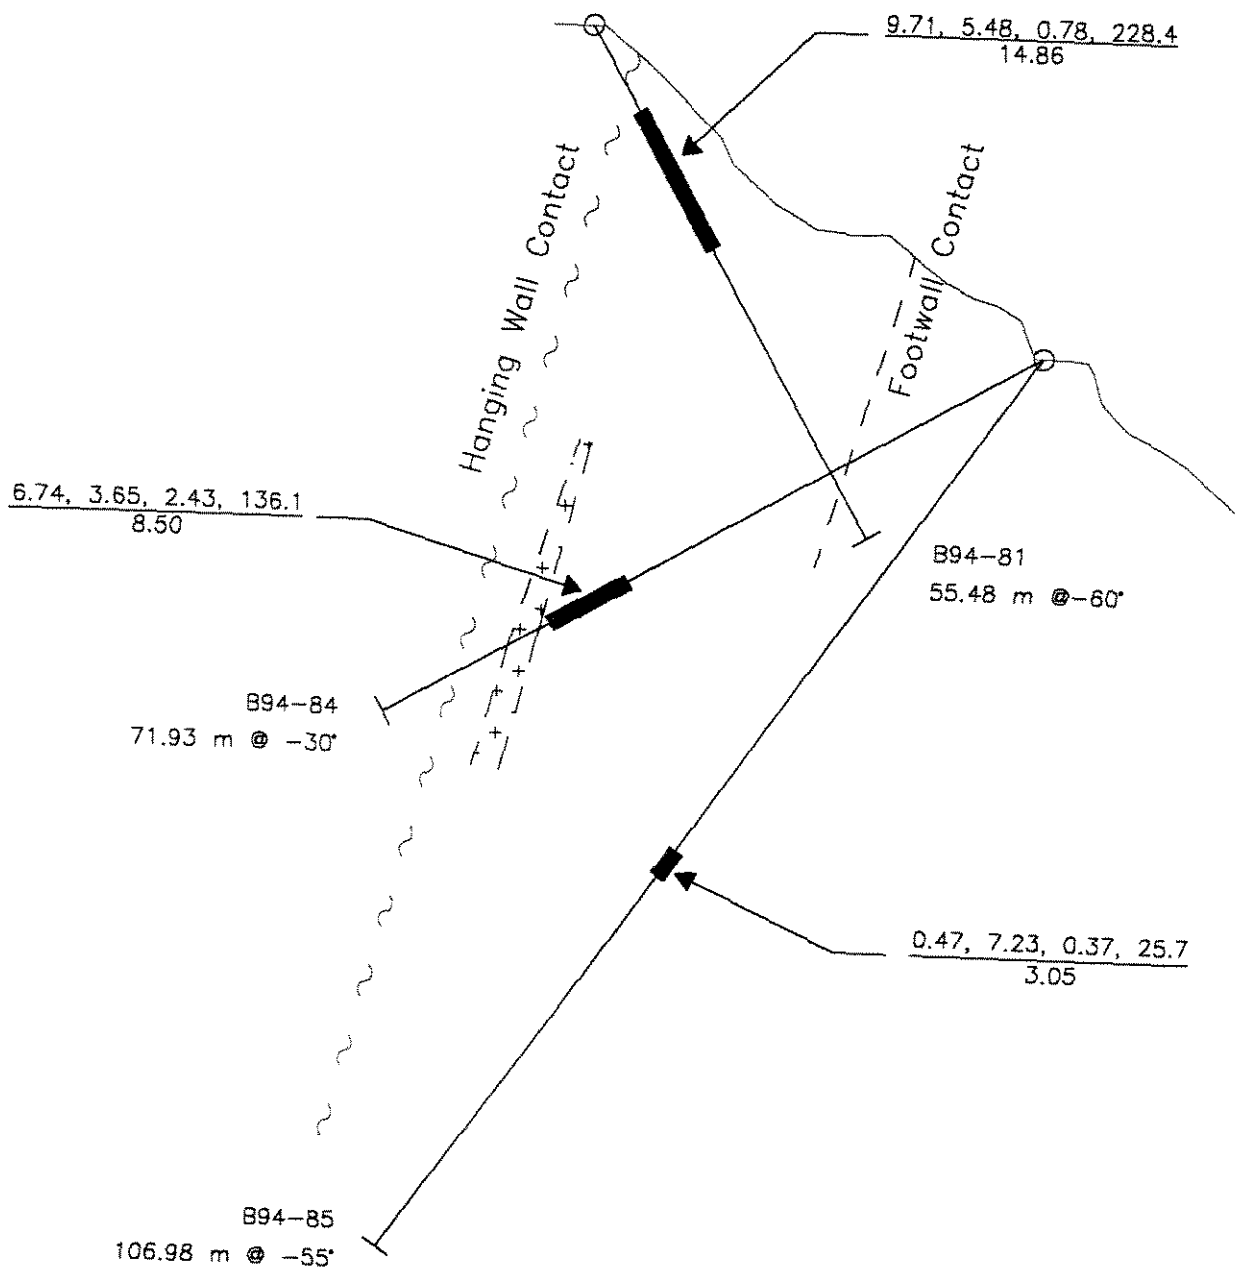 9.71, 5.48, 0.78, 228.4
14.86
Hanging Wall Contact
Footwall Contact
6.74, 3.65, 2.43, 136.1
8.50
B94-81
55.48 m @-60°
B94-84
71.93 m @ -30°
0.47, 7.23, 0.37, 25.7
3.05
B94-85
106.98 m @ -55°